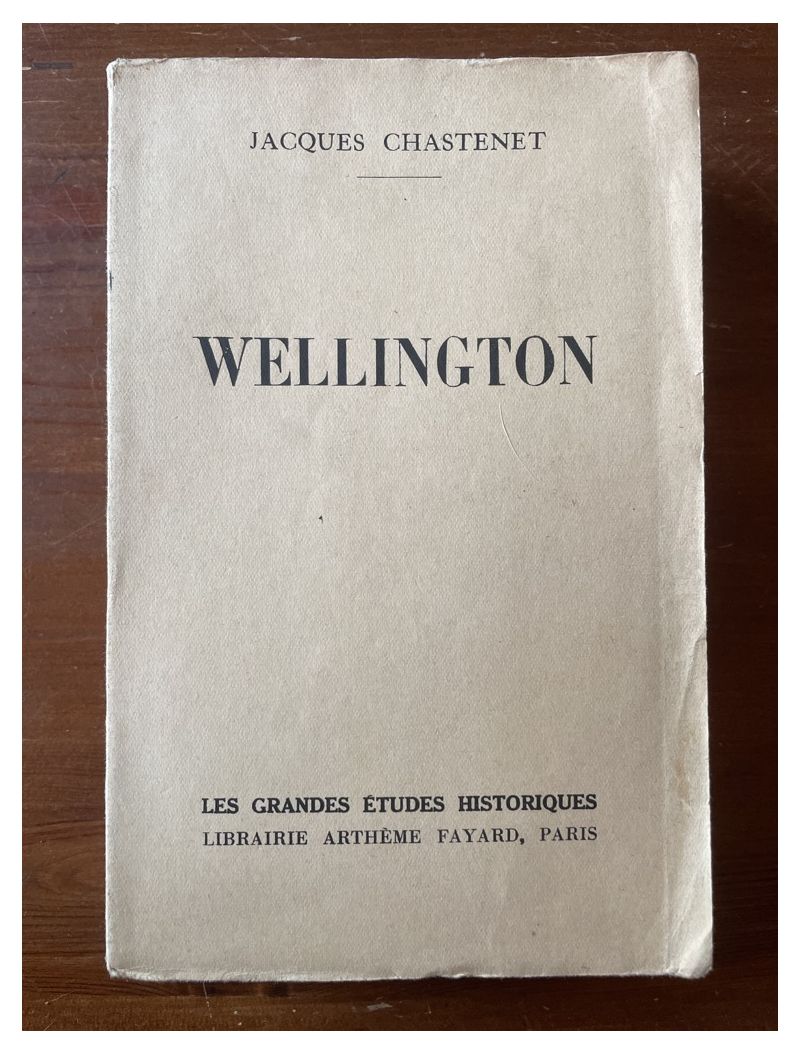 JACQUES CHASTENET
WELLINGTON
LES GRANDES ÉTUDES HISTORIQUES
LIBRAIRIE ARTHÈME FAYARD, PARIS